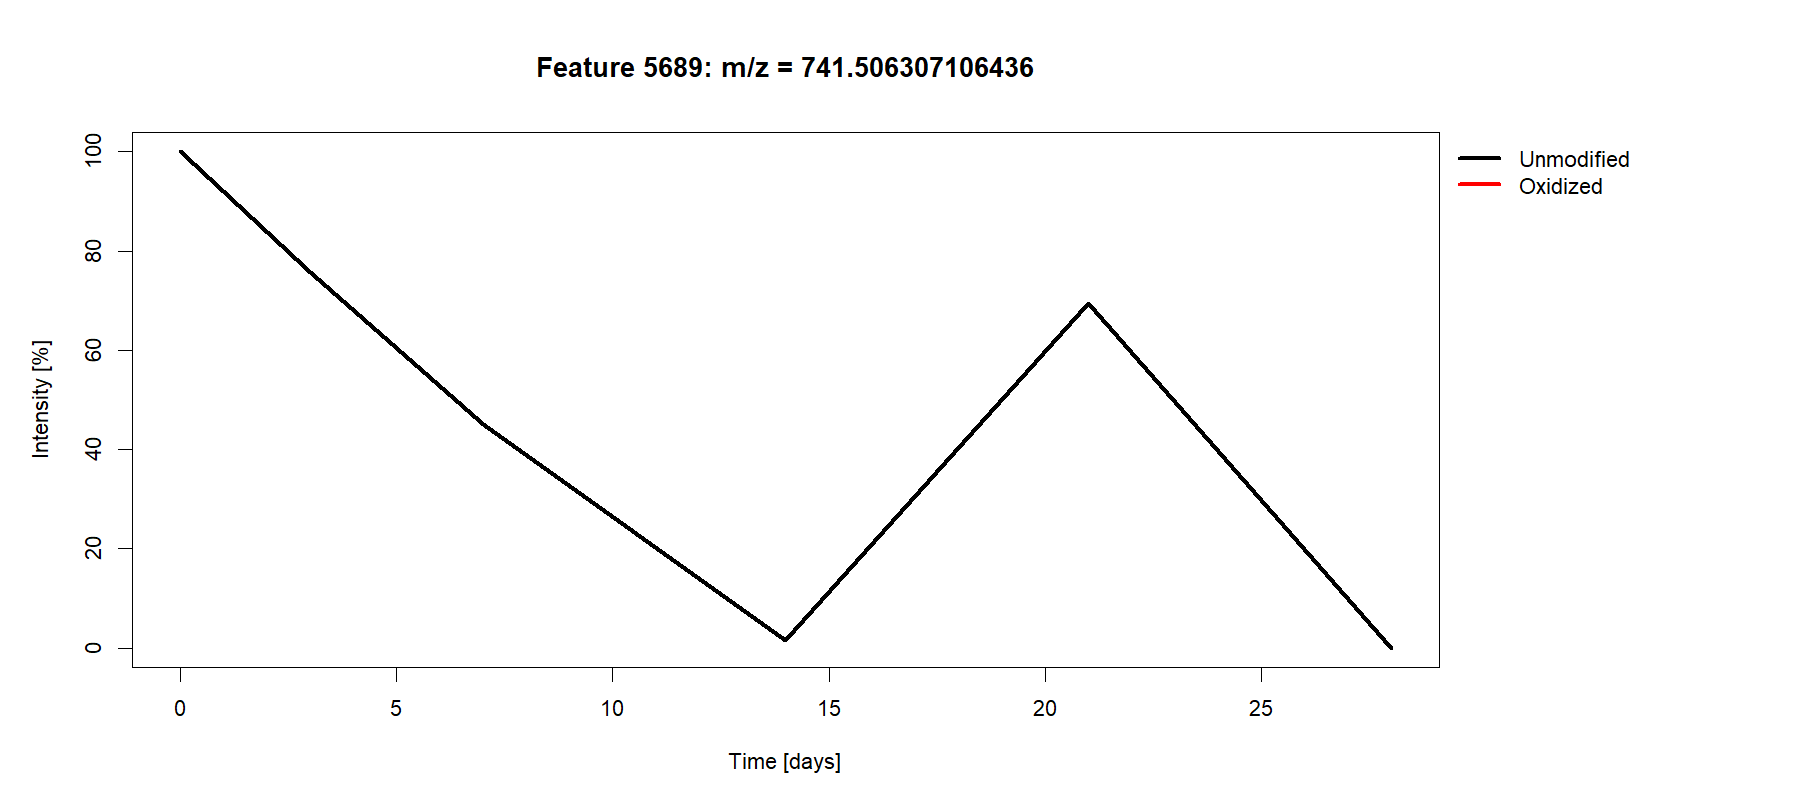 Feature 5689: m/z = 741.506307106436
Unmodified
Oxidized
Intensity [%]
100
80
60
40
20
0
0 5 10 15 20 25
Time [days]